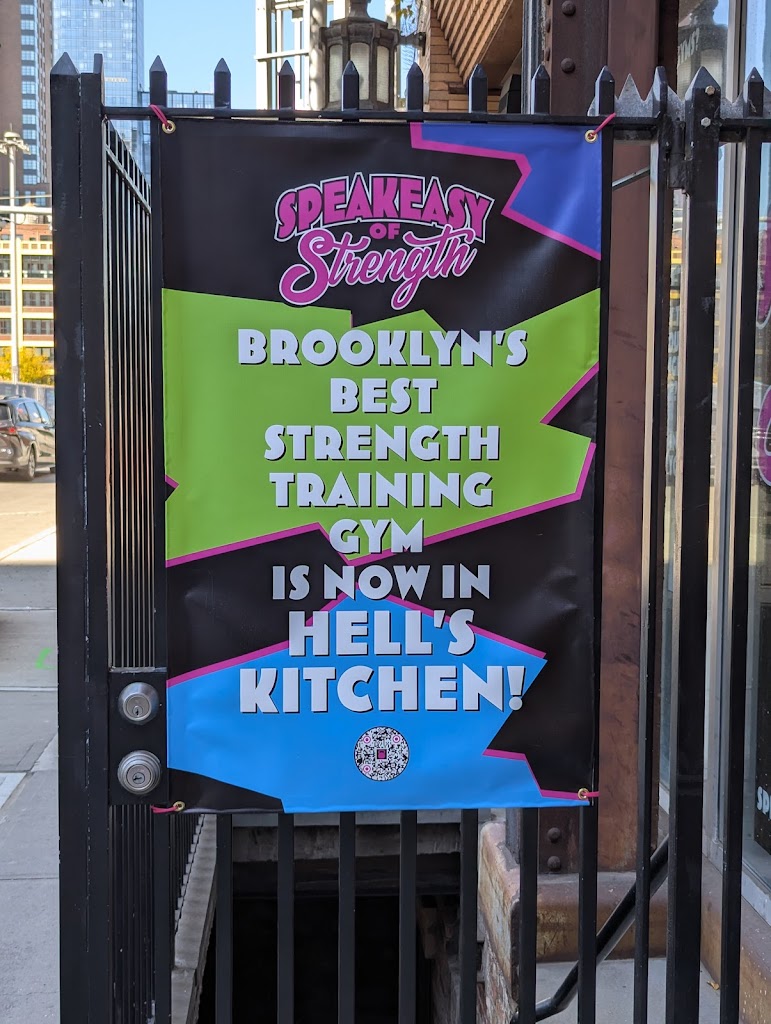 SPEAKEASY
OF
Strength
BROOKLYN'S
BEST
STRENGTH
TRAINING
GYM
IS NOW IN
HELL'S
KITCHEN!